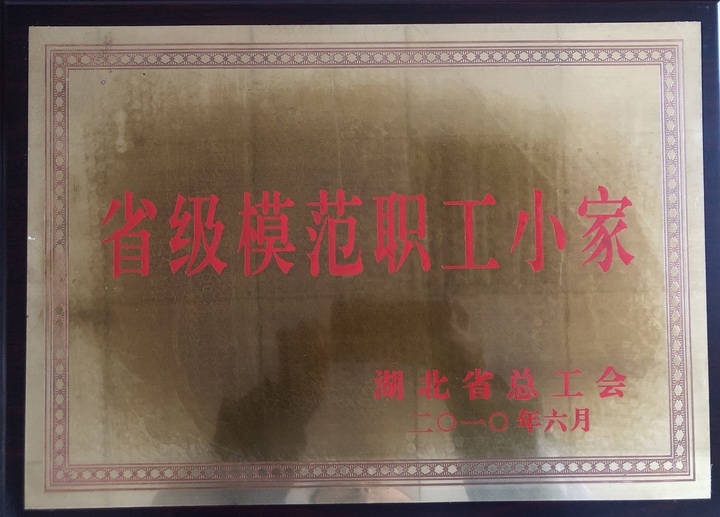 省级模范职工小家
湖北省总工会
二〇一〇年六月